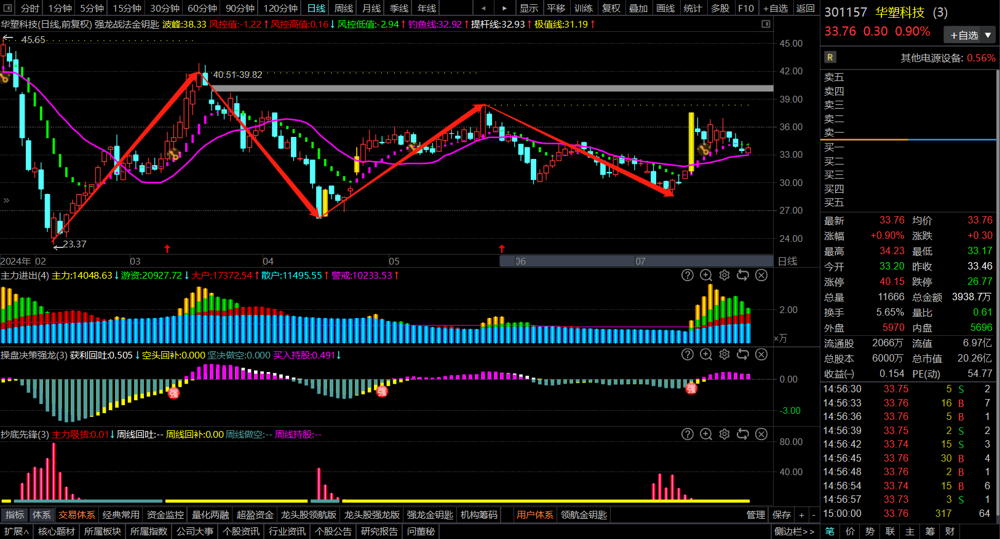 分时 1分钟 5分钟 15分钟 30分钟 60分钟 90分钟 120分钟 日线 周线 月线 季线 年线 ◂ ▸ 显示 平移 训练 复权 叠加 画线 统计 多股 F10 +自选 返回
华塑科技(日线,前复权) 强龙战法金钥匙 波峰:38.33 风控值:-1.22↑ 风控高值:0.16↓ 风控低值:-2.94↑ 钓鱼线:32.92↑ 提杆线:32.93↑ 极值线:31.19↑
45.65
40.51-39.82
23.37
45.00
42.00
39.00
36.00
33.00
30.00
27.00
24.00
»
2024年 02 03 04 05 06 07 日线
主力进出(4) 主力:14048.63↓ 游资:20927.72↓ 大户:17372.54↑ 散户:11495.55↑ 警戒:10233.53↑
2.00
×万
操盘决策强龙(3) 获利回吐:0.505↓ 空头回补:0.000 坚决做空:0.000 买入持股:0.491↓
0.00
强 强 强
-3.00
抄底先锋(3) 主力吸货:0.01↓ 周线回吐:-- 周线回补:0.00 周线做空:-- 周线持股:--
80.00
40.00
指标 体系 交易体系 经典常用 资金监控 量化两融 超盈资金 龙头股领航版 龙头股强龙版 强龙金钥匙 机构筹码 用户体系 领航金钥匙 管理 保存 + -
扩展∧ 核心题材 所属板块 所属指数 公司大事 个股资讯 行业资讯 个股公告 研究报告 问董秘 侧边栏>>
301157 华塑科技 (3)
33.76 0.30 0.90% +自选 ▼
R 其他电源设备: 0.56%
卖五
卖四
卖三
卖二
卖一
买一
买二
买三
买四
买五
最新 33.76 均价 33.76
涨幅 +0.90% 涨跌 +0.30
最高 34.23 最低 33.17
今开 33.20 昨收 33.46
涨停 40.15 跌停 26.77
总量 11666 总金额 3938.7万
换手 5.65% 量比 0.61
外盘 5970 内盘 5696
流通股 2066万 流值 6.97亿
总股本 6000万 总市值 20.26亿
收益㈠ 0.154 PE(动) 54.77
14:56:30 33.75 5 S 2
14:56:33 33.76 16 B 7
14:56:36 33.76 5 B 1
14:56:39 33.75 2 S 2
14:56:42 33.74 15 S 3
14:56:45 33.76 30 B 4
14:56:48 33.76 2 B 1
14:56:54 33.74 15 B 6
14:56:57 33.73 3 S 1
15:00:00 33.76 317 64
笔 价 势 联 主 筹 财